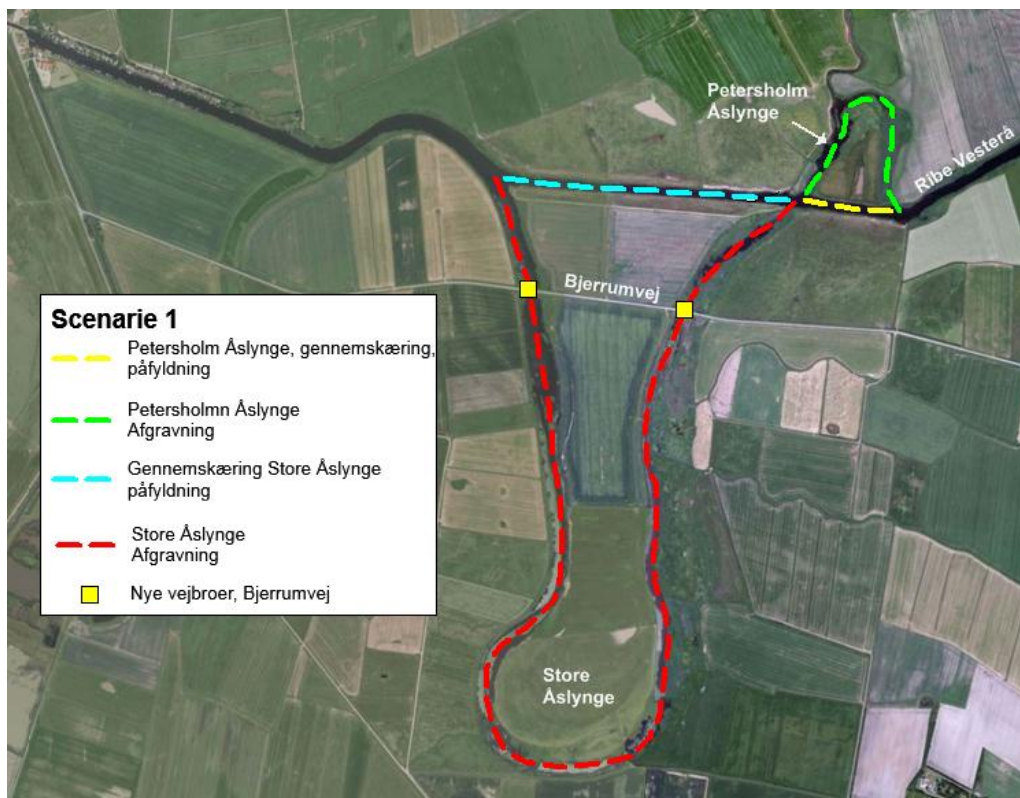 Petersholm
Åslynge
Ribe Vesterå
Bjerrumvej
Scenarie 1
Petersholm Åslynge, gennemskæring,
påfyldning
Petersholmn Åslynge
Afgravning
Gennemskæring Store Åslynge
påfyldning
Store Åslynge
Afgravning
Nye vejbroer, Bjerrumvej
Store
Åslynge